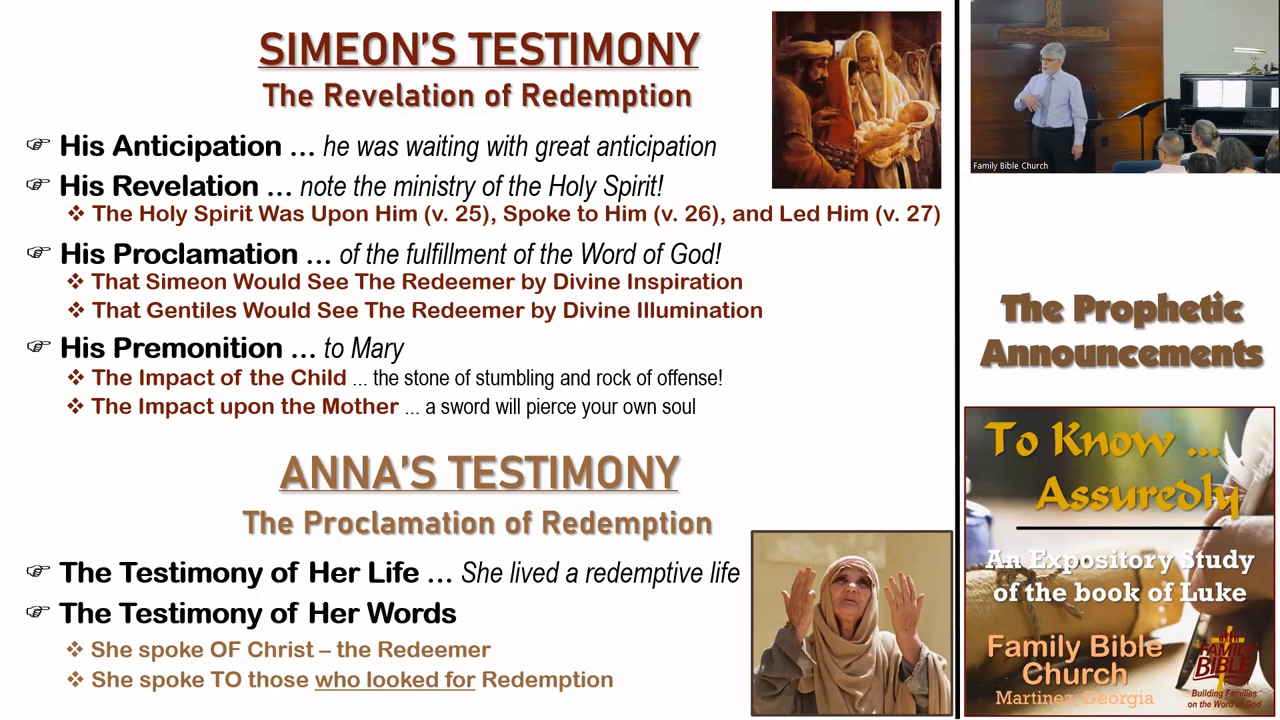 SIMEON'S TESTIMONY
The Revelation of Redemption
His Anticipation ... he was waiting with great anticipation
His Revelation ... note the ministry of the Holy Spirit!
The Holy Spirit Was Upon Him (v. 25), Spoke to Him (v. 26), and Led Him (v. 27)
His Proclamation ... of the fulfillment of the Word of God!
That Simeon Would See The Redeemer by Divine Inspiration
That Gentiles Would See The Redeemer by Divine Illumination
His Premonition ... to Mary
The Impact of the Child ... the stone of stumbling and rock of offense!
The Impact upon the Mother ... a sword will pierce your own soul
ANNA'S TESTIMONY
The Proclamation of Redemption
The Testimony of Her Life ... She lived a redemptive life
The Testimony of Her Words
She spoke OF Christ – the Redeemer
She spoke TO those who looked for Redemption
Family Bible Church
The Prophetic
Announcements
To Know ...
Assuredly
An Expository Study
of the book of Luke
Family Bible
Church
Martinez, Georgia
FAMILY
BIBLE
CHURCH
Building Families
on the Word of God